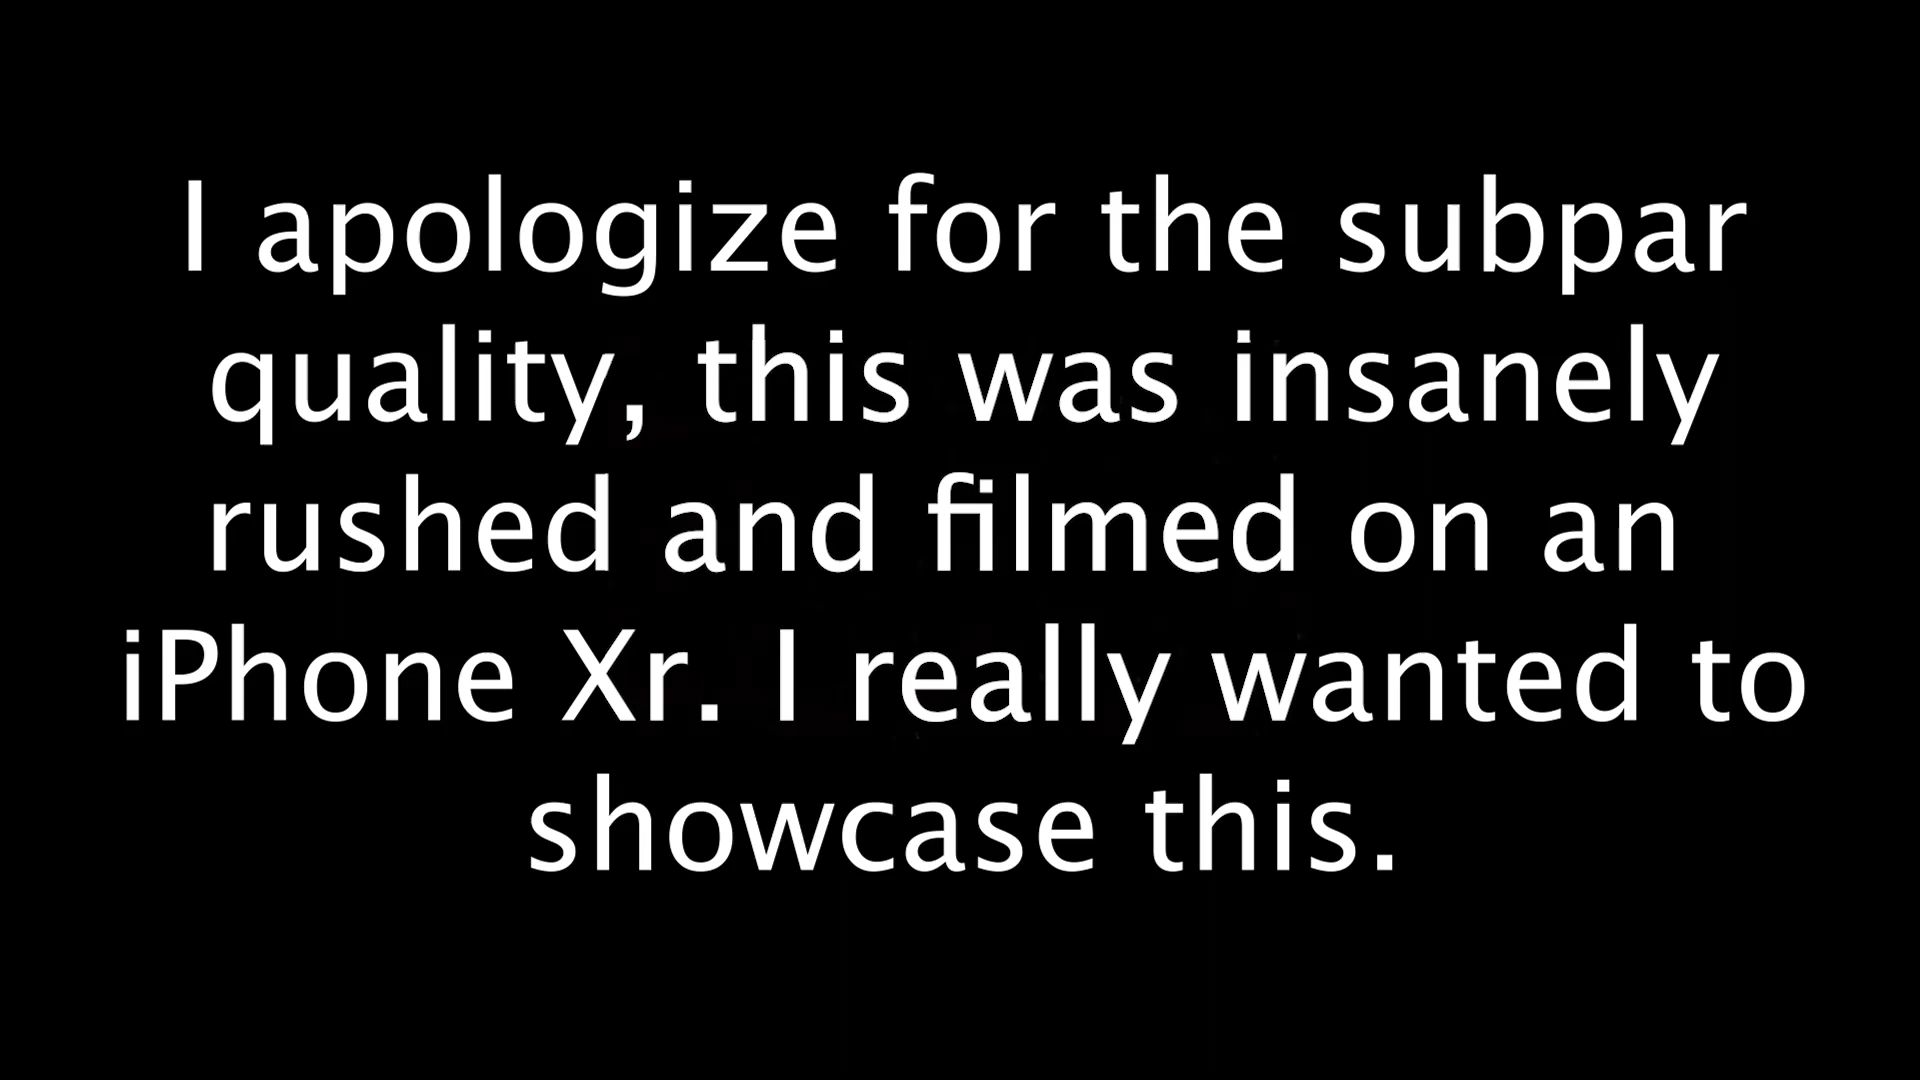 I apologize for the subpar
quality, this was insanely
rushed and filmed on an
iPhone Xr. I really wanted to
showcase this.